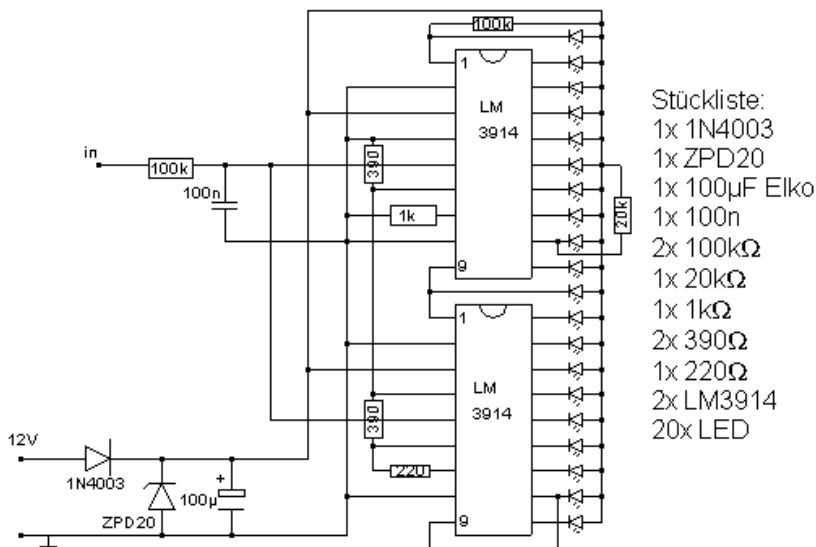 100k
1
LM
3914
in
100k
390
100n
1k
20k
9
1
LM
3914
390
12V
220
1N4003
+
100µ
ZPD20
9
Stückliste:
1x 1N4003
1x ZPD20
1x 100µF Elko
1x 100n
2x 100kΩ
1x 20kΩ
1x 1kΩ
2x 390Ω
1x 220Ω
2x LM3914
20x LED